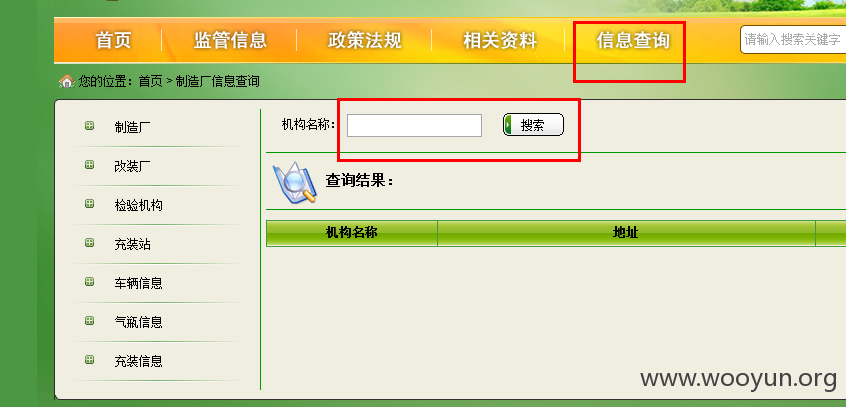 首页 监管信息 政策法规 相关资料 信息查询 请输入搜索关键字
您的位置：首页 > 制造厂信息查询
制造厂
改装厂
检验机构
充装站
车辆信息
气瓶信息
充装信息
机构名称： 搜索
查询结果：
机构名称 地址
www.wooyun.org